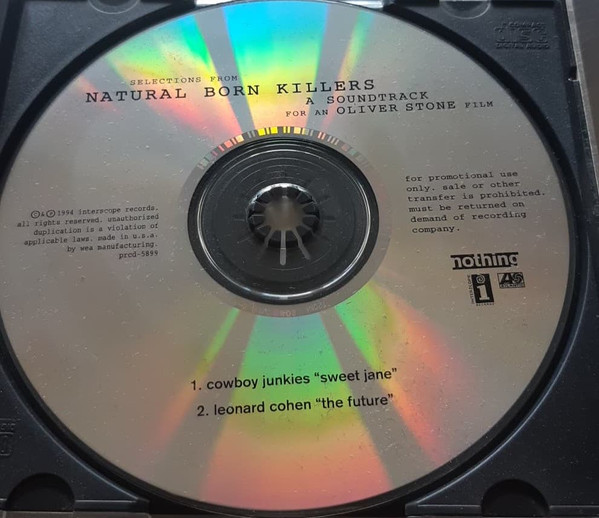 SELECTIONS FROM
NATURAL BORN KILLERS
A SOUNDTRACK
FOR AN OLIVER STONE FILM
©&℗1994 interscope records.
all rights reserved. unauthorized
duplication is a violation of
applicable laws. made in u.s.a.
by wea manufacturing.
prcd-5899
for promotional use
only. sale or other
transfer is prohibited.
must be returned on
demand of recording
company.
nothing
i
1. cowboy junkies “sweet jane”
2. leonard cohen “the future”